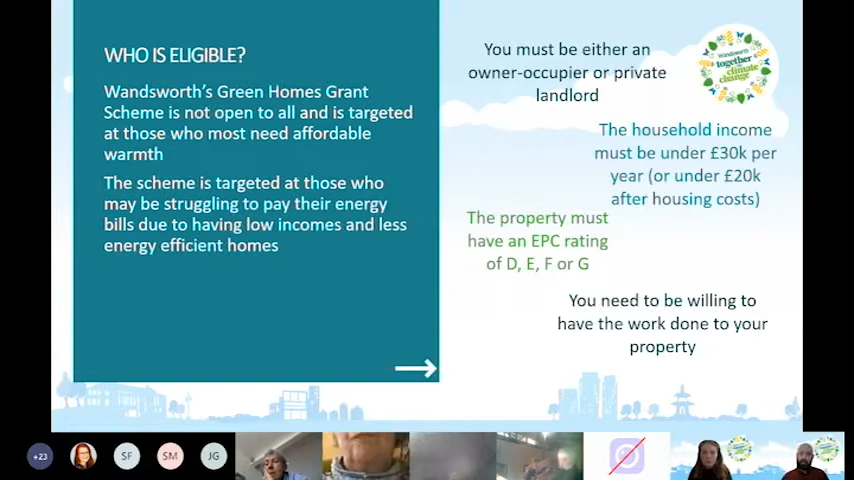 WHO IS ELIGIBLE?
Wandsworth's Green Homes Grant
Scheme is not open to all and is targeted
at those who most need affordable
warmth
The scheme is targeted at those who
may be struggling to pay their energy
bills due to having low incomes and less
energy efficient homes
You must be either an
owner-occupier or private
landlord
Wandsworth
together
on
climate
change
The household income
must be under £30k per
year (or under £20k
after housing costs)
The property must
have an EPC rating
of D, E, F or G
You need to be willing to
have the work done to your
property
+23
SF
SM
JG